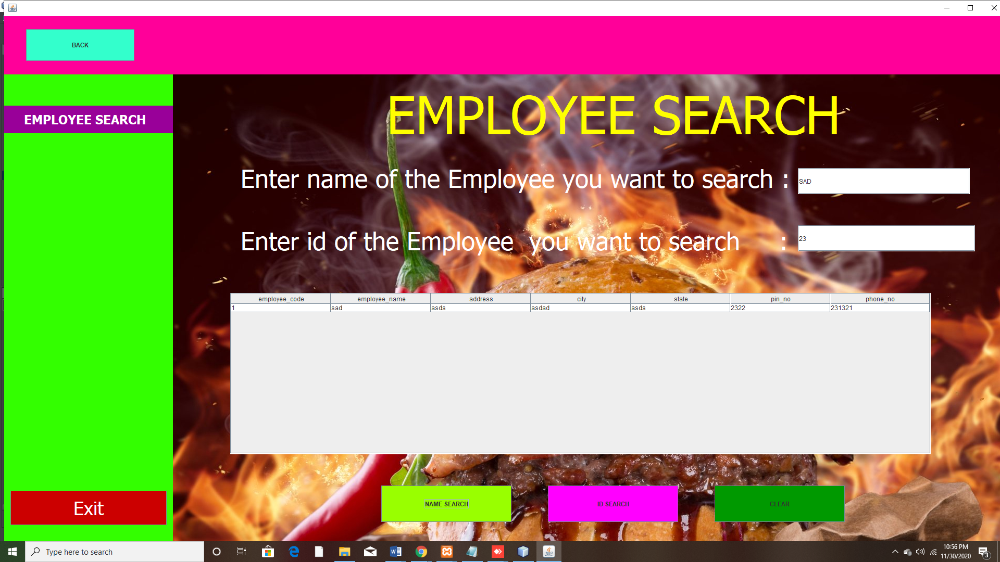 BACK
EMPLOYEE SEARCH
EMPLOYEE SEARCH
Enter name of the Employee you want to search : SAD
Enter id of the Employee you want to search : 23
employee_code employee_name address city state pin_no phone_no
1 sad asds asdad asds 2322 231321
NAME SEARCH ID SEARCH CLEAR
Exit
Type here to search
10:56 PM
11/30/2020
3